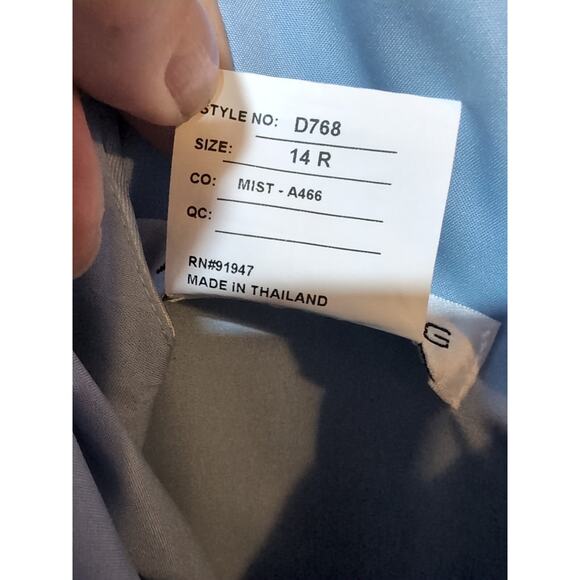 STYLE NO: D768
SIZE: 14 R
CO: MIST - A466
QC:
RN#91947
MADE iN THAILAND
G